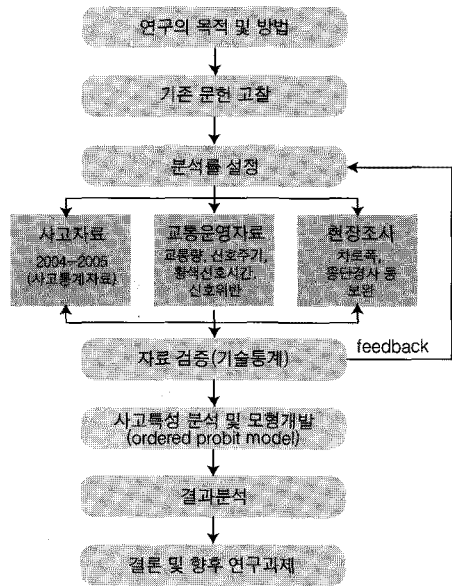 연구의 목적 및 방법
기존 문헌 고찰
분석틀 설정
사고자료
2004-2005
(사고통계자료)
교통운영자료
교통량, 신호주기,
황색신호시간,
신호위반
현장조사
차로폭,
종단경사 등
보완
자료 검증(기술통계)
feedback
사고특성 분석 및 모형개발
(ordered probit model)
결과분석
결론 및 향후 연구과제